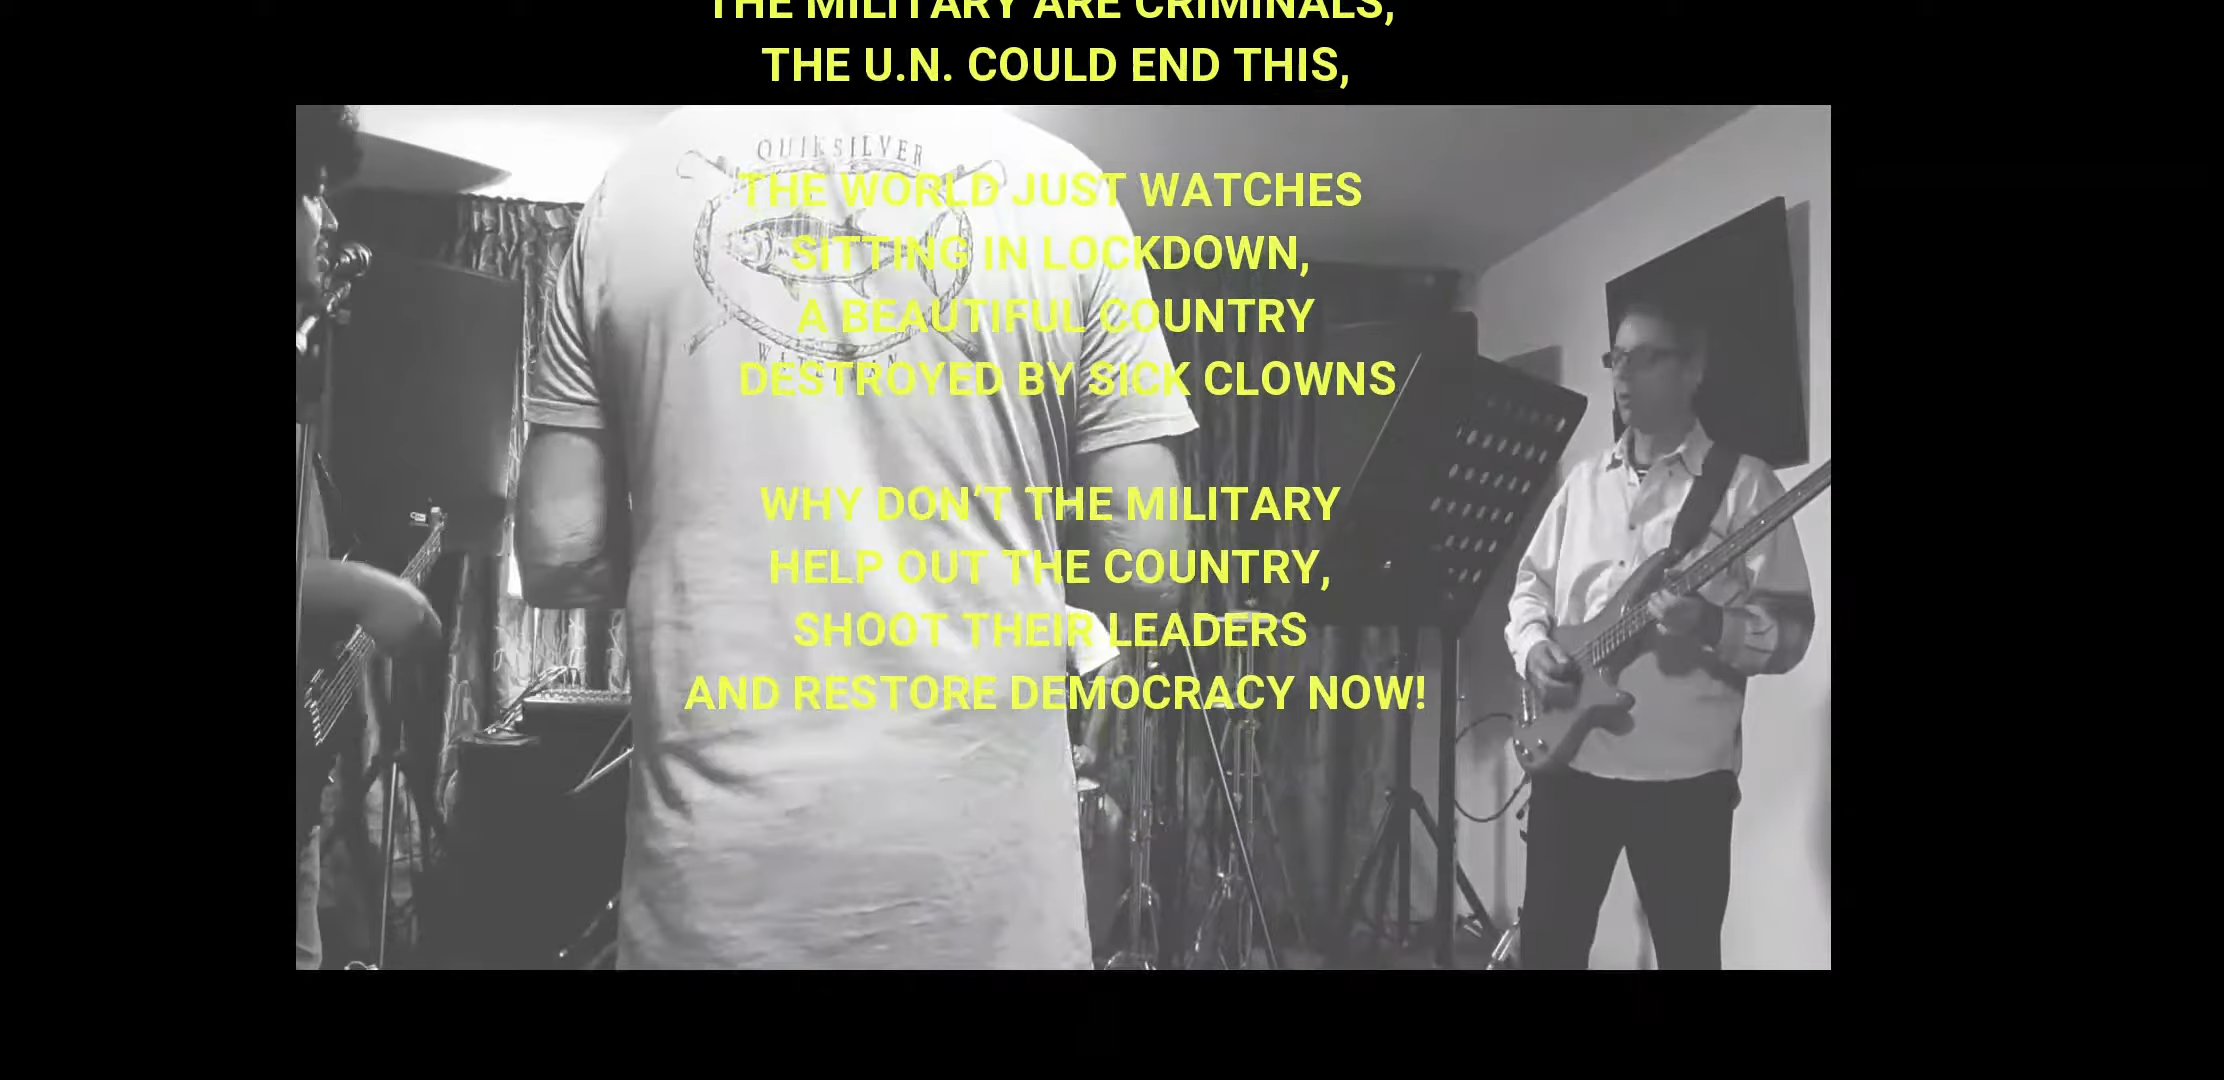 THE MILITARY ARE CRIMINALS,
THE U.N. COULD END THIS,
QUIKSILVER
THE WORLD JUST WATCHES
SITTING IN LOCKDOWN,
A BEAUTIFUL COUNTRY
DESTROYED BY SICK CLOWNS
WHY DON'T THE MILITARY
HELP OUT THE COUNTRY,
SHOOT THEIR LEADERS
AND RESTORE DEMOCRACY NOW!